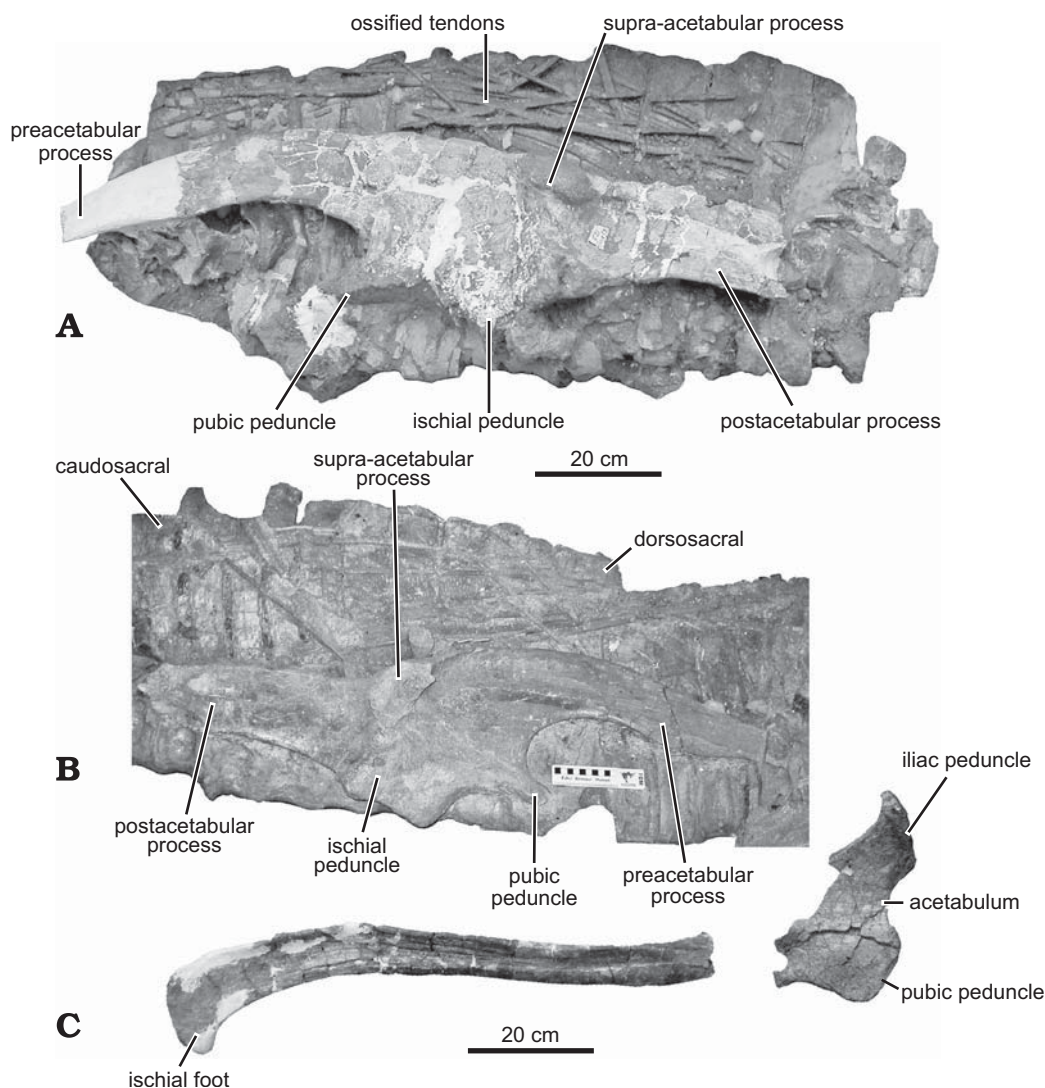 ossified tendons
supra-acetabular process
preacetabular
process
A
pubic peduncle
ischial peduncle
postacetabular process
20 cm
caudosacral
supra-acetabular
process
dorsosacral
B
postacetabular
process
ischial
peduncle
pubic
peduncle
preacetabular
process
iliac peduncle
acetabulum
pubic peduncle
C
20 cm
ischial foot